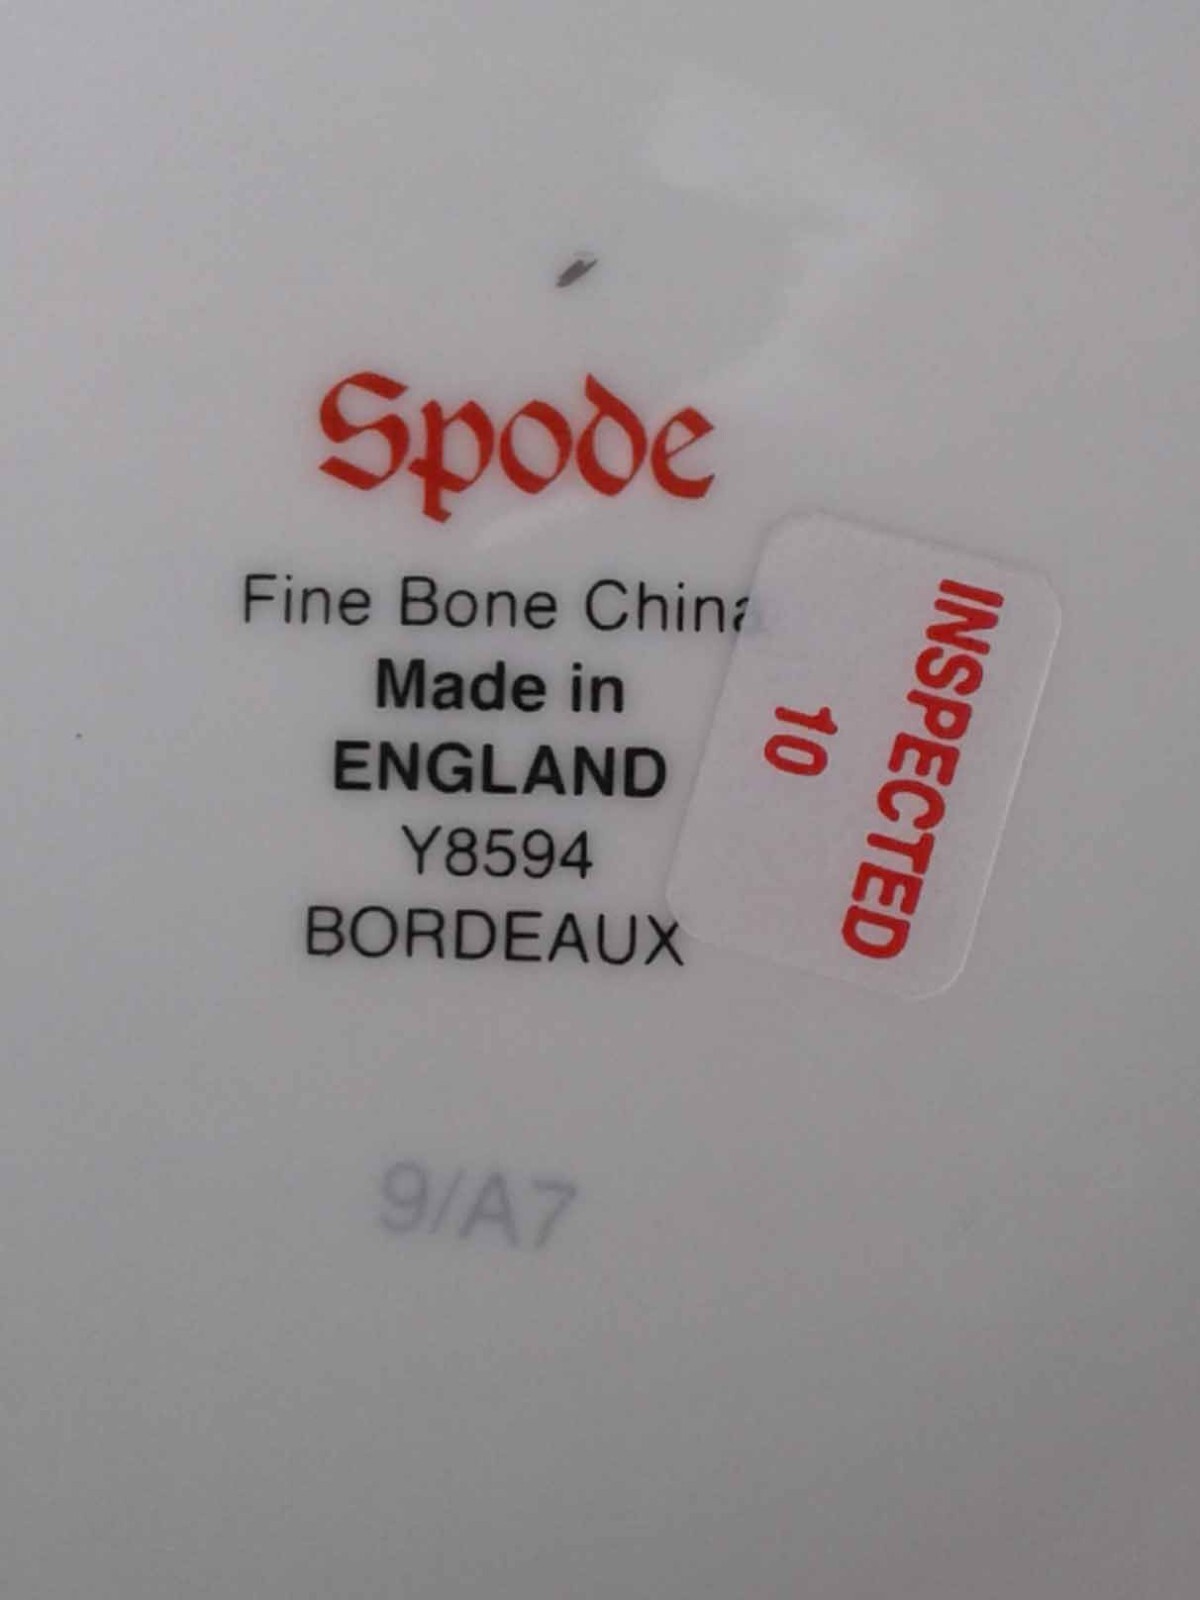 Spode
Fine Bone China
Made in
ENGLAND
Y8594
BORDEAUX
INSPECTED
10
9/A7